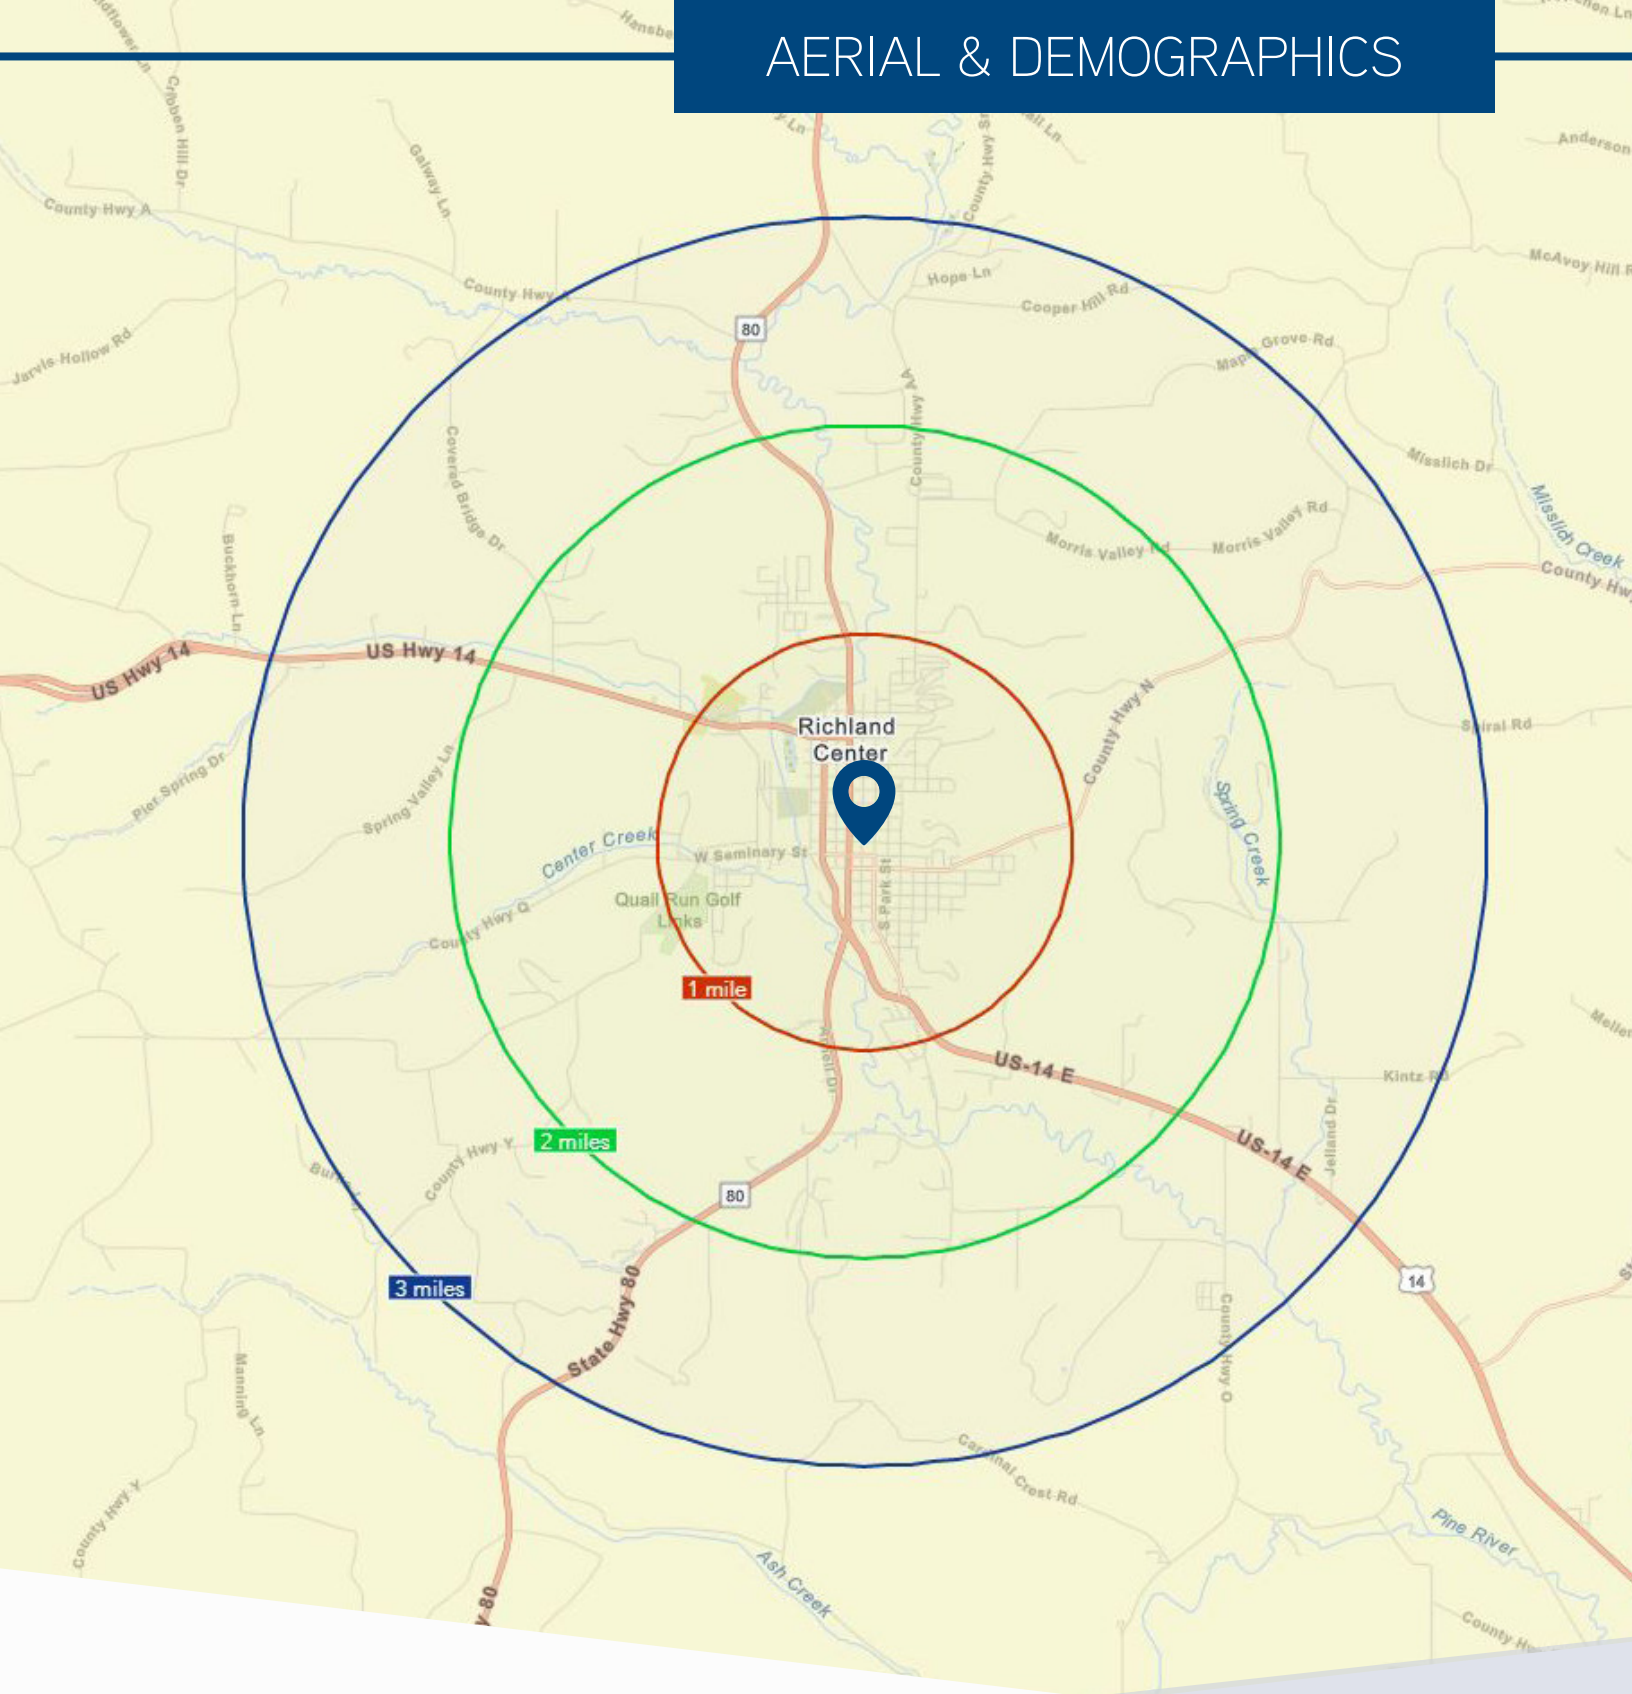 AERIAL & DEMOGRAPHICS
Cribben Hill Dr
Galway Ln
County Hwy A
Anderson
County Hwy A
Hope Ln
Cooper Hill Rd
McAvoy Hill R
80
Jarvis Hollow Rd
Maple Grove Rd
County Hwy AA
Covered Bridge Dr
Misslich Dr
Misslich Creek
Morris Valley Rd
Morris Valley Rd
Buckhorn Ln
County Hwy
US Hwy 14
US Hwy 14
County Hwy N
Richland
Center
Spiral Rd
Pier Spring Dr
Spring Valley Ln
Spring Creek
Center Creek
W Seminary St
S Park St
Quail Run Golf
Links
County Hwy Q
1 mile
US-14 E
Kintz Rd
2 miles
County Hwy Y
Jelland Dr
US-14 E
80
3 miles
State Hwy 80
14
County Hwy O
Manning Ln
Cardinal Crest Rd
County Hwy Y
Pine River
Ash Creek
y 80